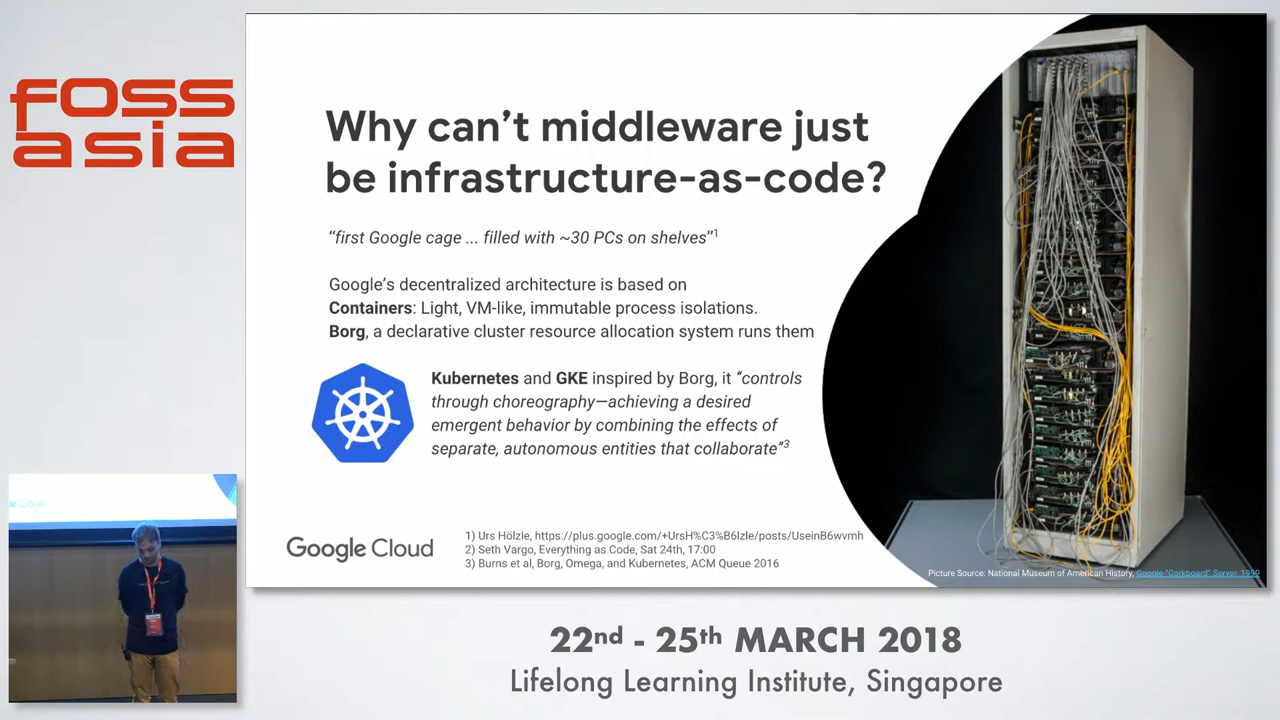 foss
asia
Why can't middleware just
be infrastructure-as-code?
“first Google cage ... filled with ~30 PCs on shelves”1
Google's decentralized architecture is based on
Containers: Light, VM-like, immutable process isolations.
Borg, a declarative cluster resource allocation system runs them
Kubernetes and GKE inspired by Borg, it “controls
through choreography—achieving a desired
emergent behavior by combining the effects of
separate, autonomous entities that collaborate”3
Google Cloud
1) Urs Hölzle, https://plus.google.com/+UrsH%C3%B6lzle/posts/UseinB6wvmh
2) Seth Vargo, Everything as Code, Sat 24th, 17:00
3) Burns et al, Borg, Omega, and Kubernetes, ACM Queue 2016
Picture Source: National Museum of American History, Google "Corkboard" Server, 1999
gle Cloud
22nd - 25th MARCH 2018
Lifelong Learning Institute, Singapore